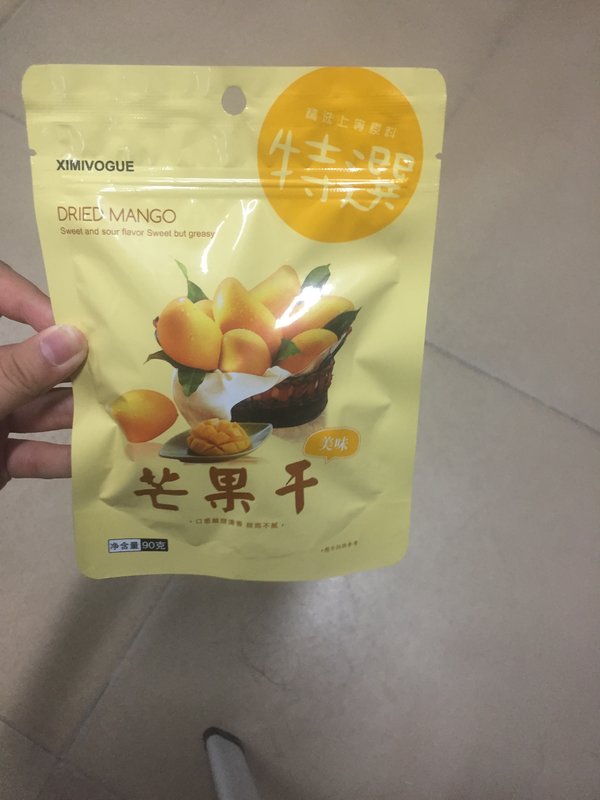 精选上等原料
特選
XIMIVOGUE
DRIED MANGO
Sweet and sour flavor Sweet but greasy
美味
芒果干
净含量 90克